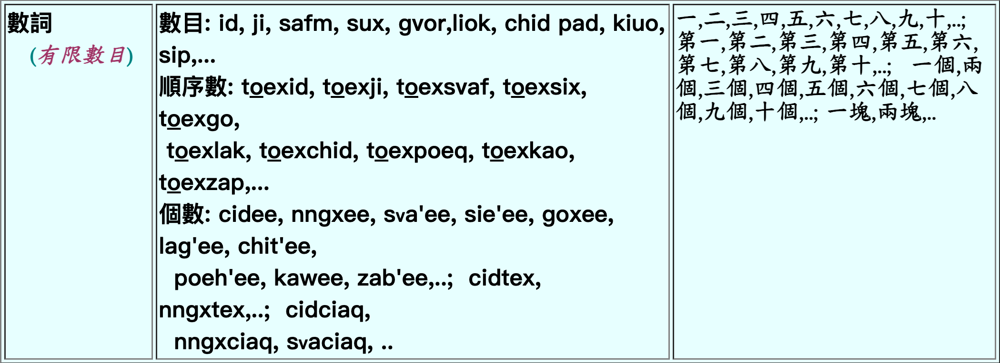 數詞
(有限數目)
數目: id, ji, safm, sux, gvor,liok, chid pad, kiuo,
sip,...
順序數: toexid, toexji, toexsvaf, toexsix,
toexgo,
toexlak, toexchid, toexpoeq, toexkao,
toexzap,...
個數: cidee, nngxee, sva'ee, sie'ee, goxee,
lag'ee, chit'ee,
poeh'ee, kawee, zab'ee,..; cidtex,
nngxtex,..; cidciaq,
nngxciaq, svaciaq, ..
一,二,三,四,五,六,七,八,九,十,..;
第一,第二,第三,第四,第五,第六,
第七,第八,第九,第十,..; 一個,兩
個,三個,四個,五個,六個,七個,八
個,九個,十個,..; 一塊,兩塊,..